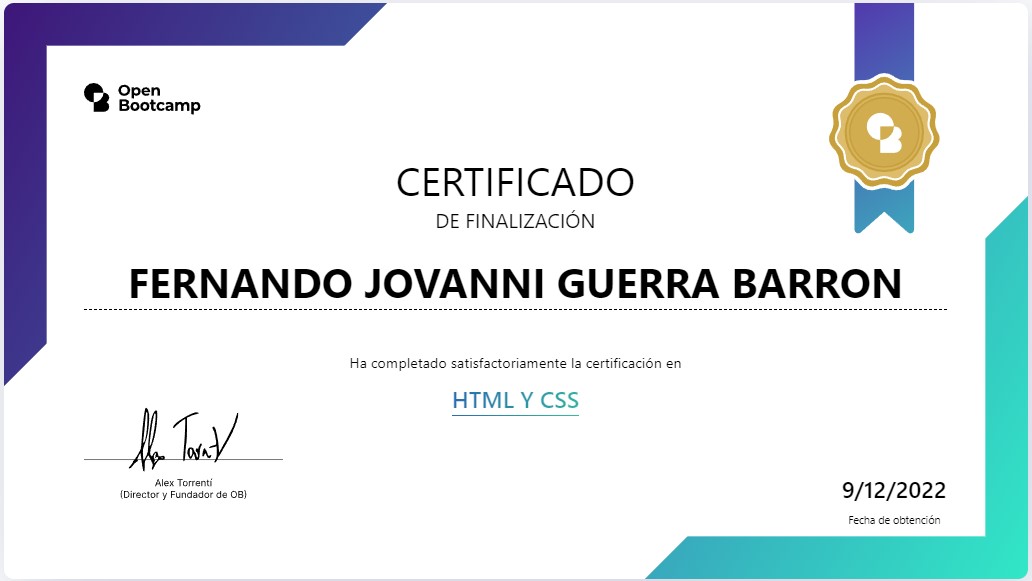 Open
Bootcamp
CERTIFICADO
DE FINALIZACIÓN
FERNANDO JOVANNI GUERRA BARRON
Ha completado satisfactoriamente la certificación en
HTML Y CSS
Alex Torrentí
(Director y Fundador de OB)
9/12/2022
Fecha de obtención